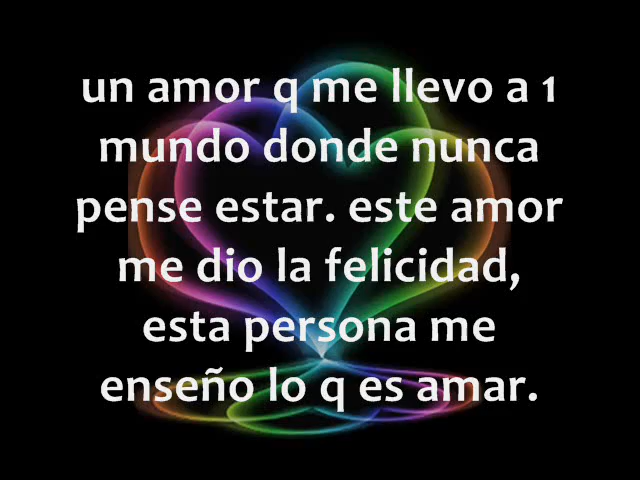 un amor q me llevo a 1
mundo donde nunca
pense estar. este amor
me dio la felicidad,
esta persona me
enseño lo q es amar.